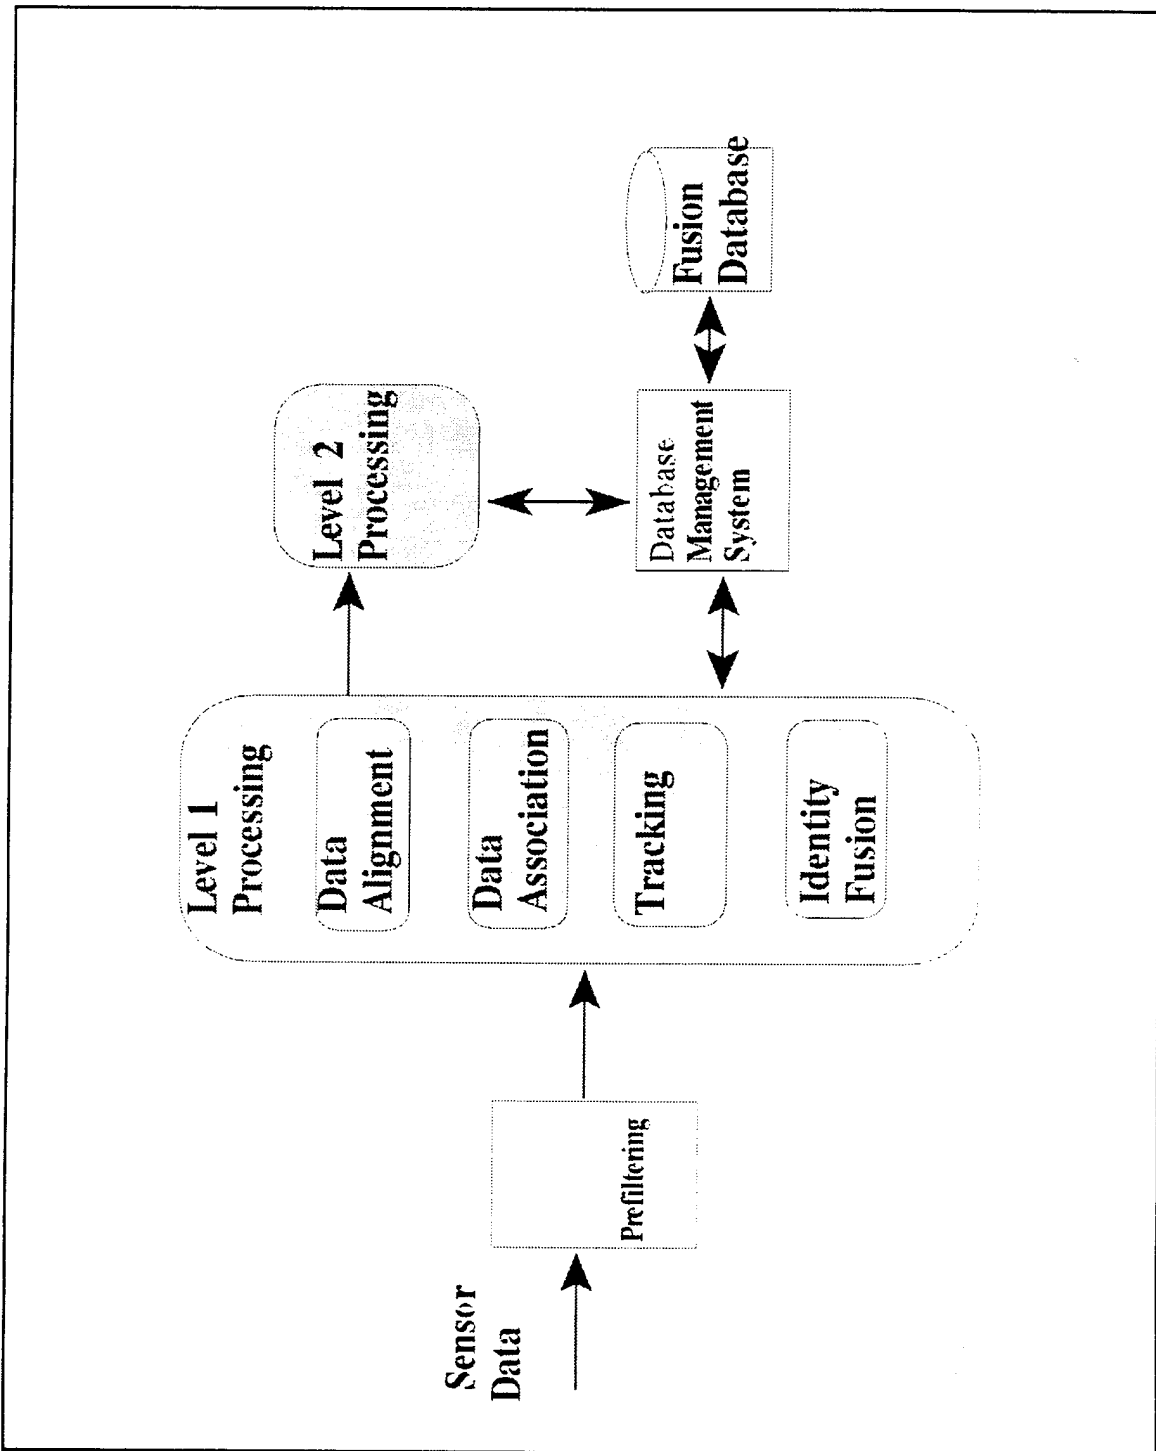 Sensor
Data
Prefiltering
Level 1
Processing
Data
Alignment
Data
Association
Tracking
Identity
Fusion
Level 2
Processing
Database
Management
System
Fusion
Database